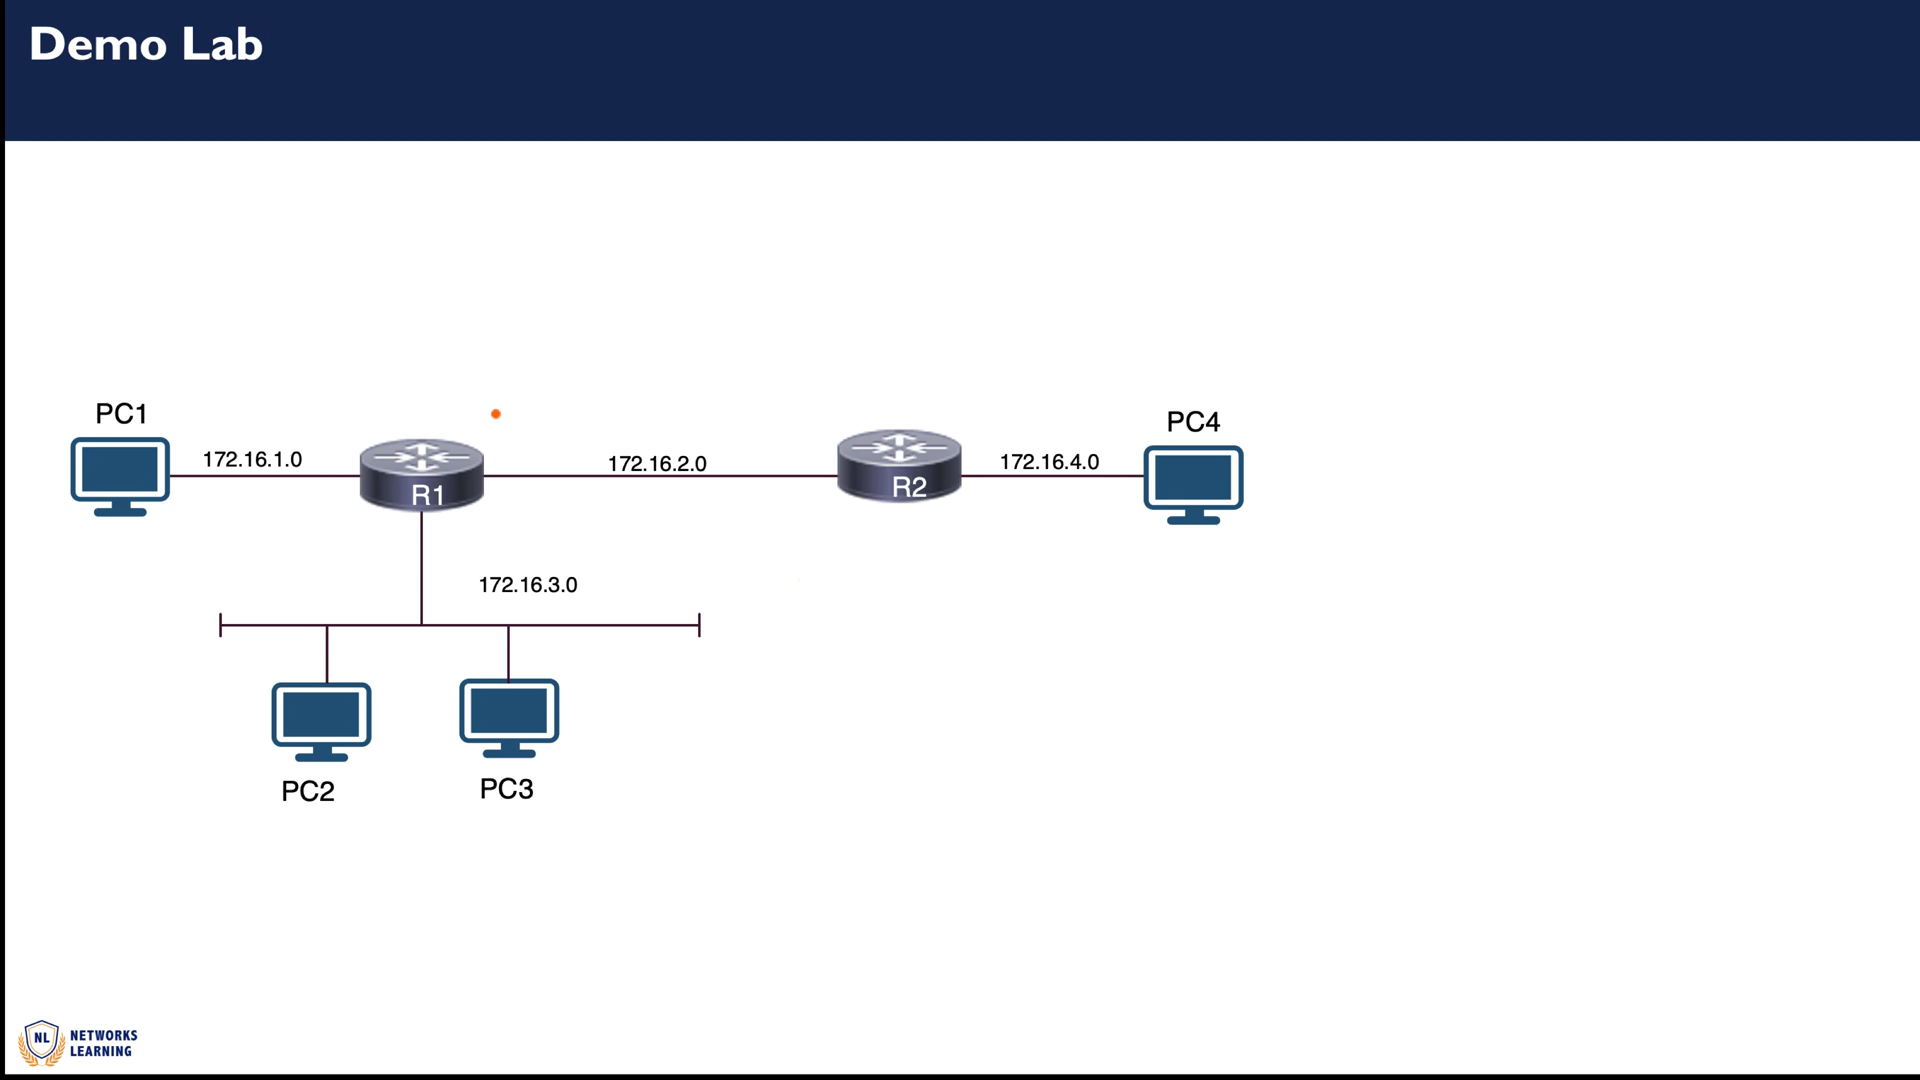 Demo Lab
PC1
PC4
172.16.1.0
172.16.2.0
172.16.4.0
R1
R2
172.16.3.0
PC2
PC3
NL
NETWORKS
LEARNING